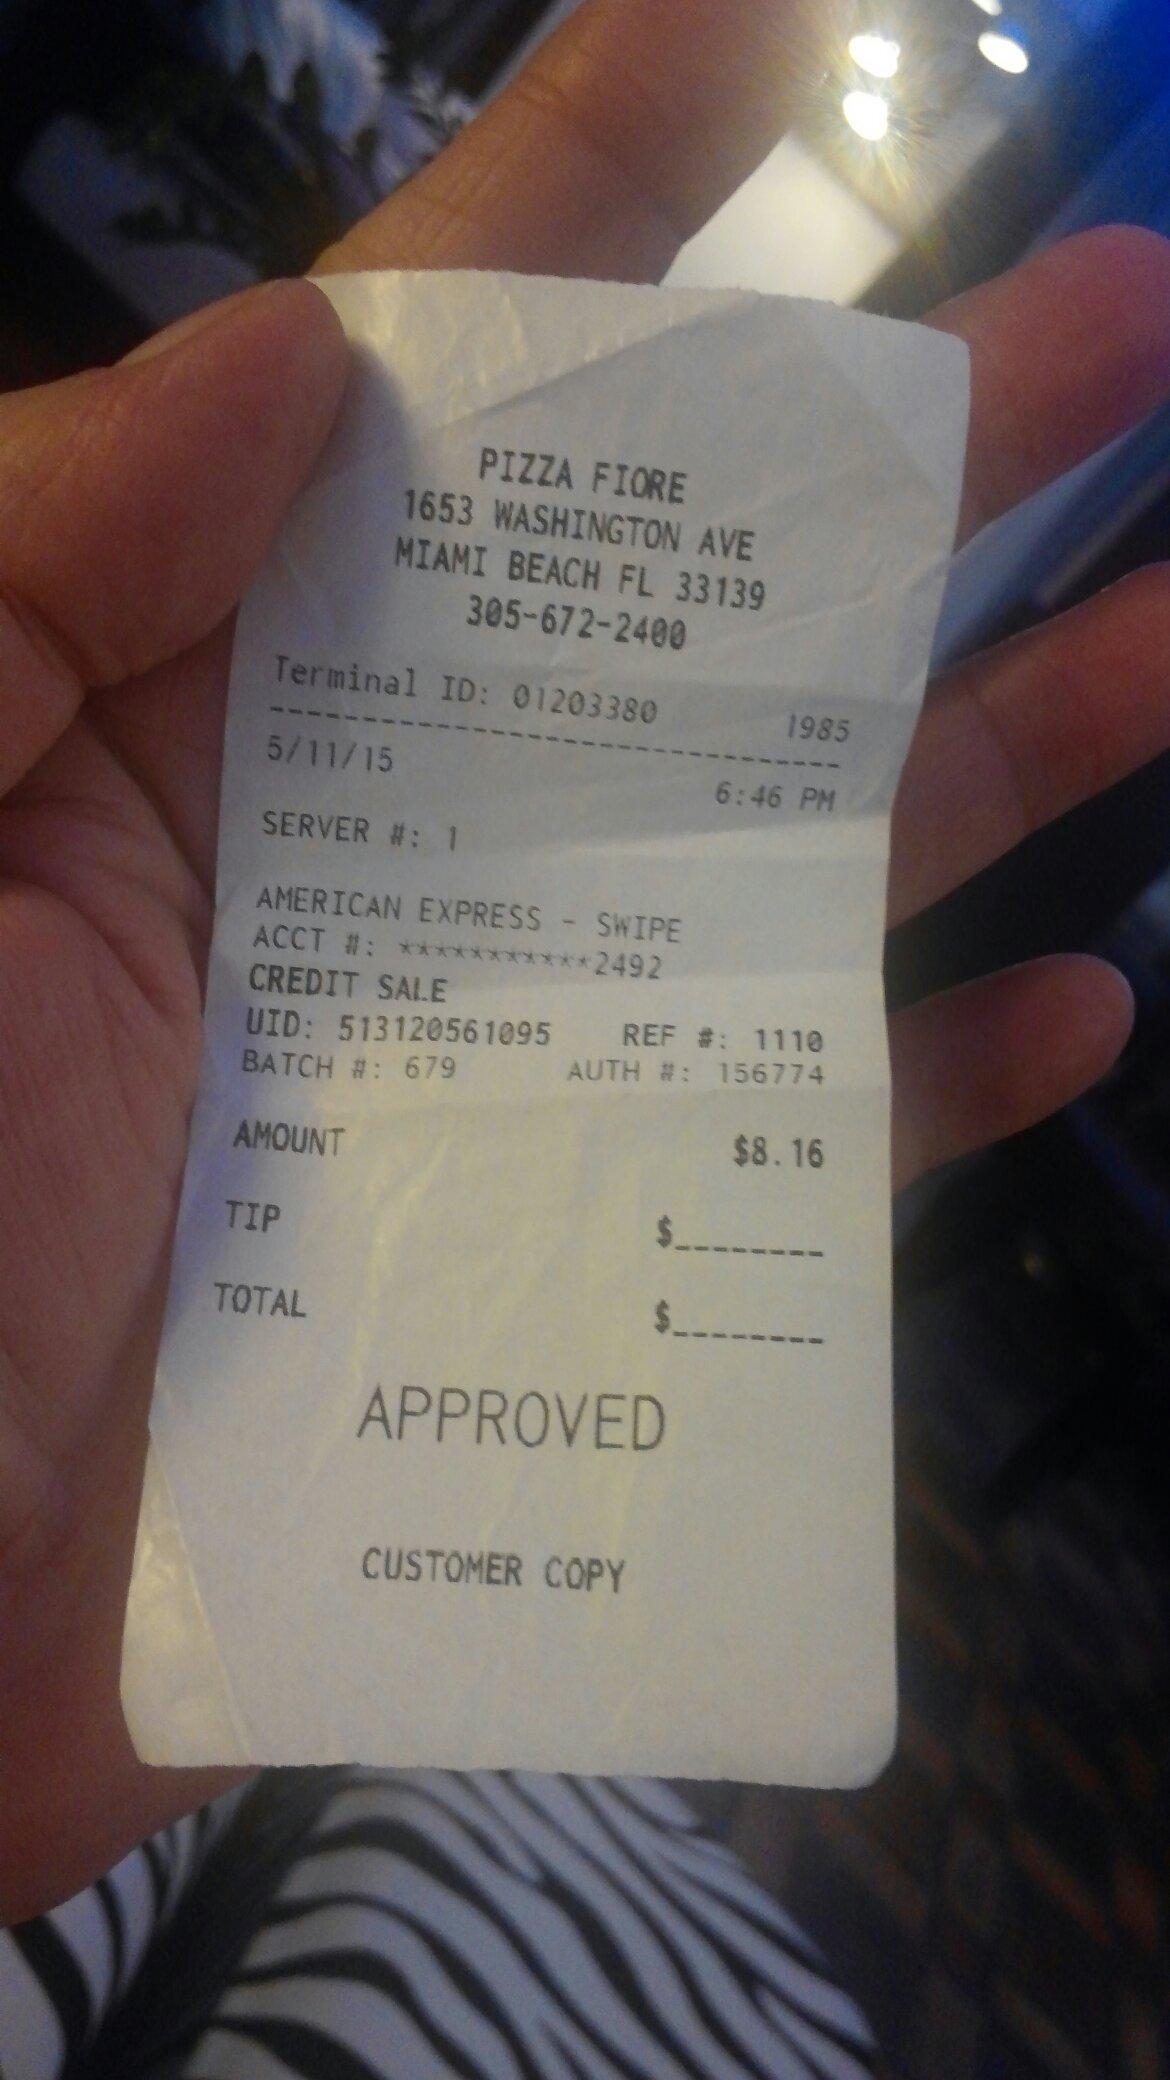 PIZZA FIORE
1653 WASHINGTON AVE
MIAMI BEACH FL 33139
305-672-2400
Terminal ID: 01203380 1985
--------------------------------
5/11/15 6:46 PM
SERVER #: 1
AMERICAN EXPRESS - SWIPE
ACCT #: ***********2492
CREDIT SALE
UID: 513120561095 REF #: 1110
BATCH #: 679 AUTH #: 156774
AMOUNT $8.16
TIP $________
TOTAL $________
APPROVED
CUSTOMER COPY